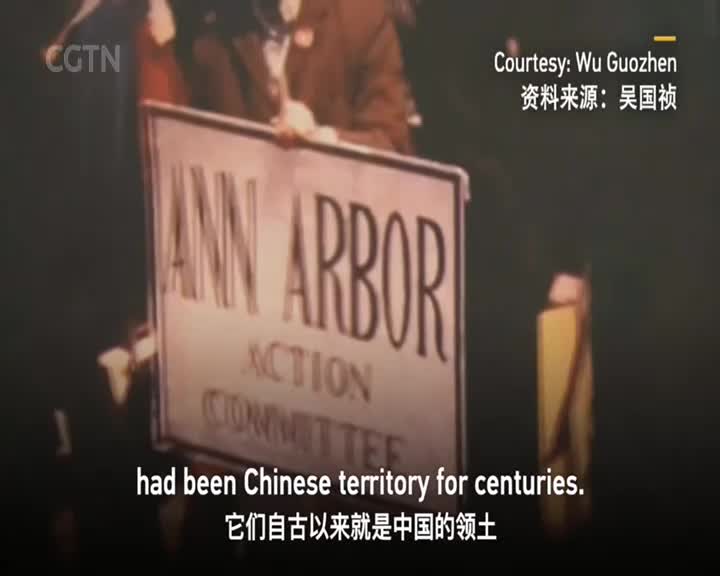 CGTN
Courtesy: Wu Guozhen
资料来源：吴国祯
ANN ARBOR
ACTION
COMMITTEE
had been Chinese territory for centuries.
它们自古以来就是中国的领土